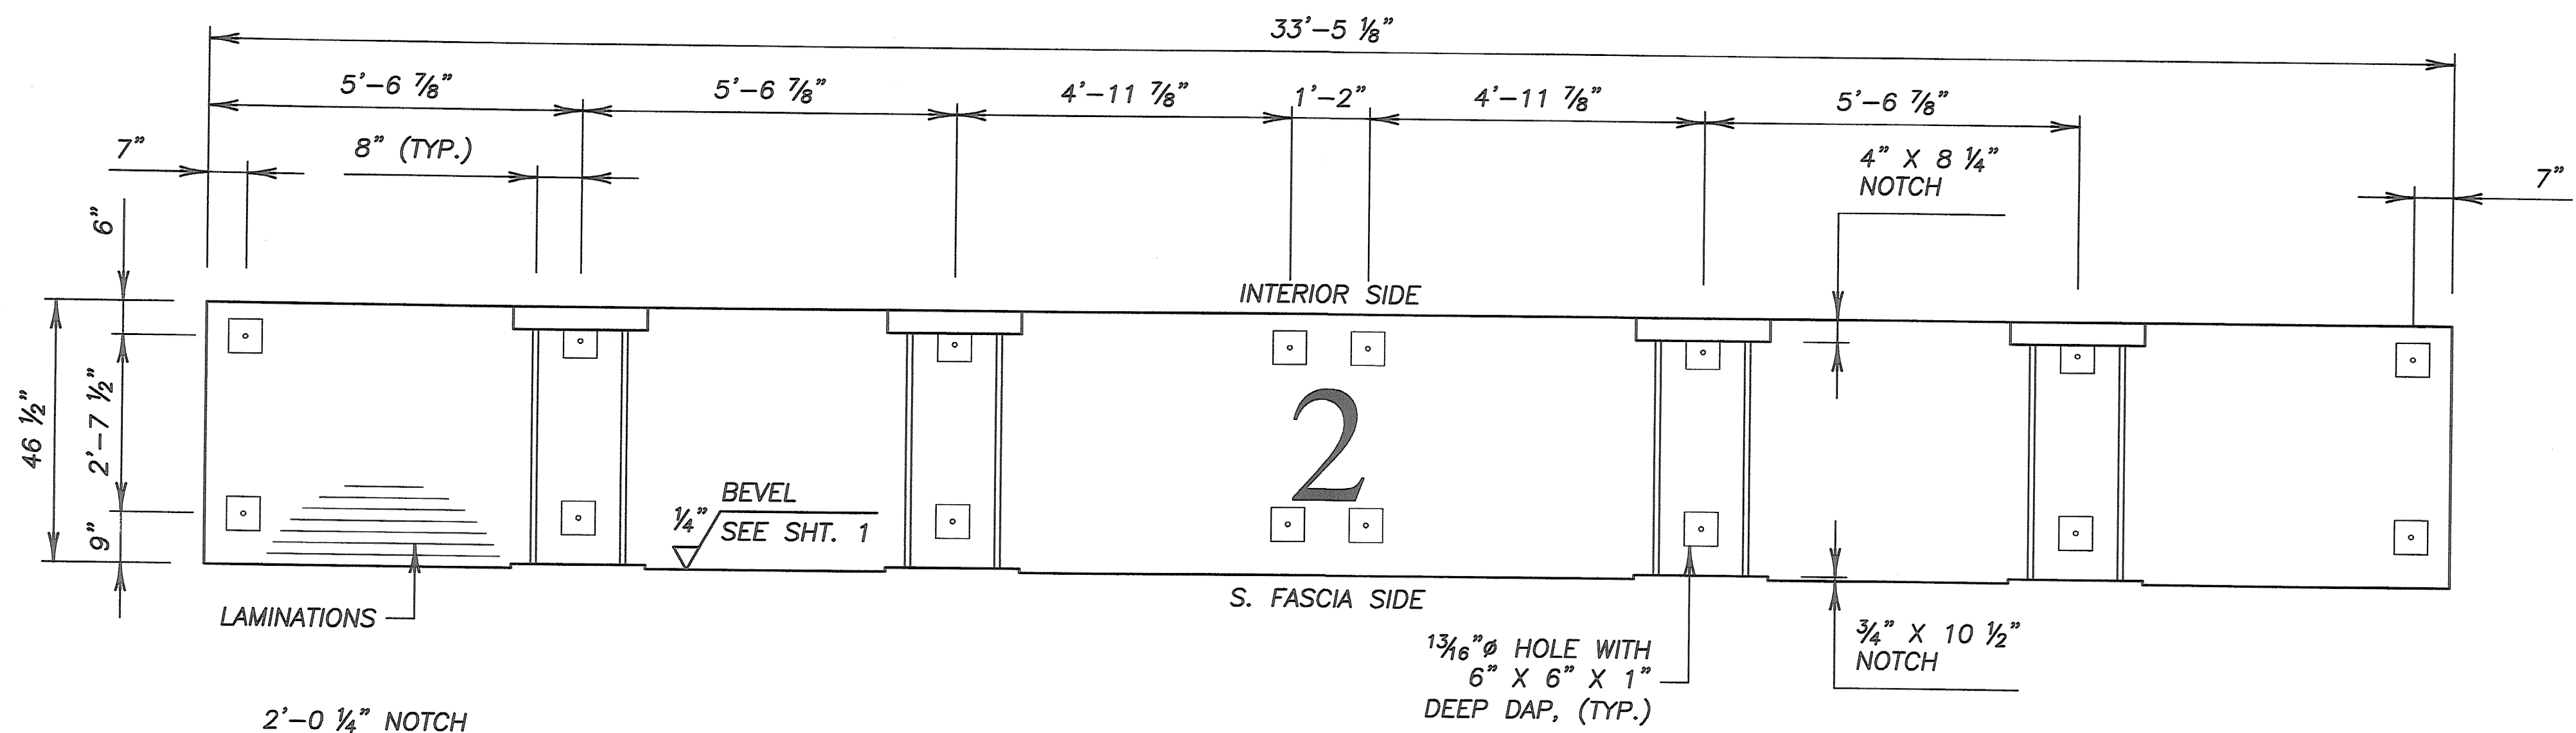 33'-5 ⅛"
5'-6 ⅞"
5'-6 ⅞"
4'-11 ⅞"
1'-2"
4'-11 ⅞"
5'-6 ⅞"
7"
8" (TYP.)
4" X 8 ¼"
NOTCH
7"
6"
INTERIOR SIDE
46 ½"
2'-7 ½"
2
9"
BEVEL
¼"
SEE SHT. 1
LAMINATIONS
S. FASCIA SIDE
13/16"ø HOLE WITH
6" X 6" X 1"
DEEP DAP, (TYP.)
¾" X 10 ½"
NOTCH
2'-0 ¼" NOTCH